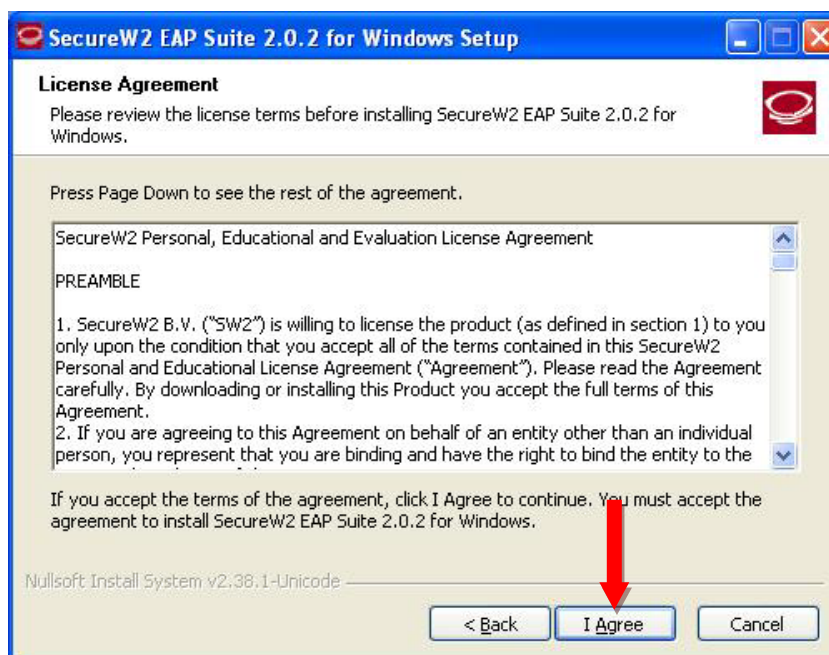 SecureW2 EAP Suite 2.0.2 for Windows Setup
License Agreement
Please review the license terms before installing SecureW2 EAP Suite 2.0.2 for
Windows.
Press Page Down to see the rest of the agreement.
SecureW2 Personal, Educational and Evaluation License Agreement
PREAMBLE
1. SecureW2 B.V. ("SW2") is willing to license the product (as defined in section 1) to you
only upon the condition that you accept all of the terms contained in this SecureW2
Personal and Educational License Agreement ("Agreement"). Please read the Agreement
carefully. By downloading or installing this Product you accept the full terms of this
Agreement.
2. If you are agreeing to this Agreement on behalf of an entity other than an individual
person, you represent that you are binding and have the right to bind the entity to the
If you accept the terms of the agreement, click I Agree to continue. You must accept the
agreement to install SecureW2 EAP Suite 2.0.2 for Windows.
Nullsoft Install System v2.38.1-Unicode
< Back I Agree Cancel